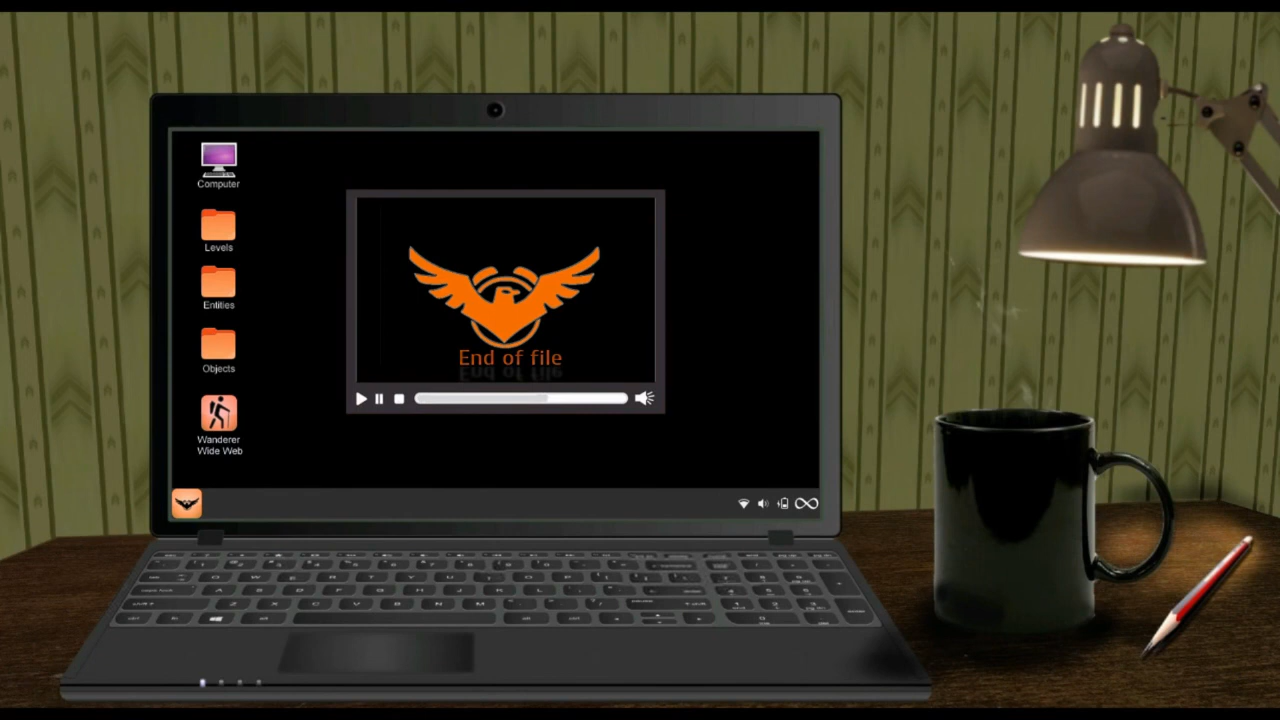 Computer
Levels
Entities
Objects
Wanderer
Wide Web
End of file